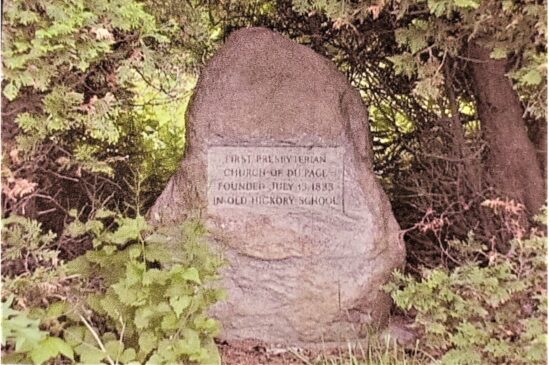 FIRST PRESBYTERIAN
CHURCH OF DU PAGE
FOUNDED JULY 13, 1833
IN OLD HICKORY SCHOOL